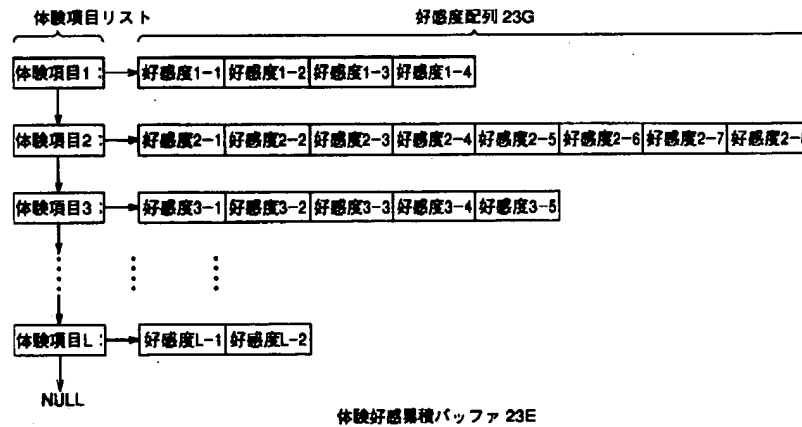 体験項目リスト
好感度配列 23G
体験項目1: 好感度1-1 好感度1-2 好感度1-3 好感度1-4
体験項目2: 好感度2-1 好感度2-2 好感度2-3 好感度2-4 好感度2-5 好感度2-6 好感度2-7
体験項目3: 好感度3-1 好感度3-2 好感度3-3 好感度3-4 好感度3-5
体験項目L: 好感度L-1 好感度L-2
NULL
体験好感累積バッファ 23E